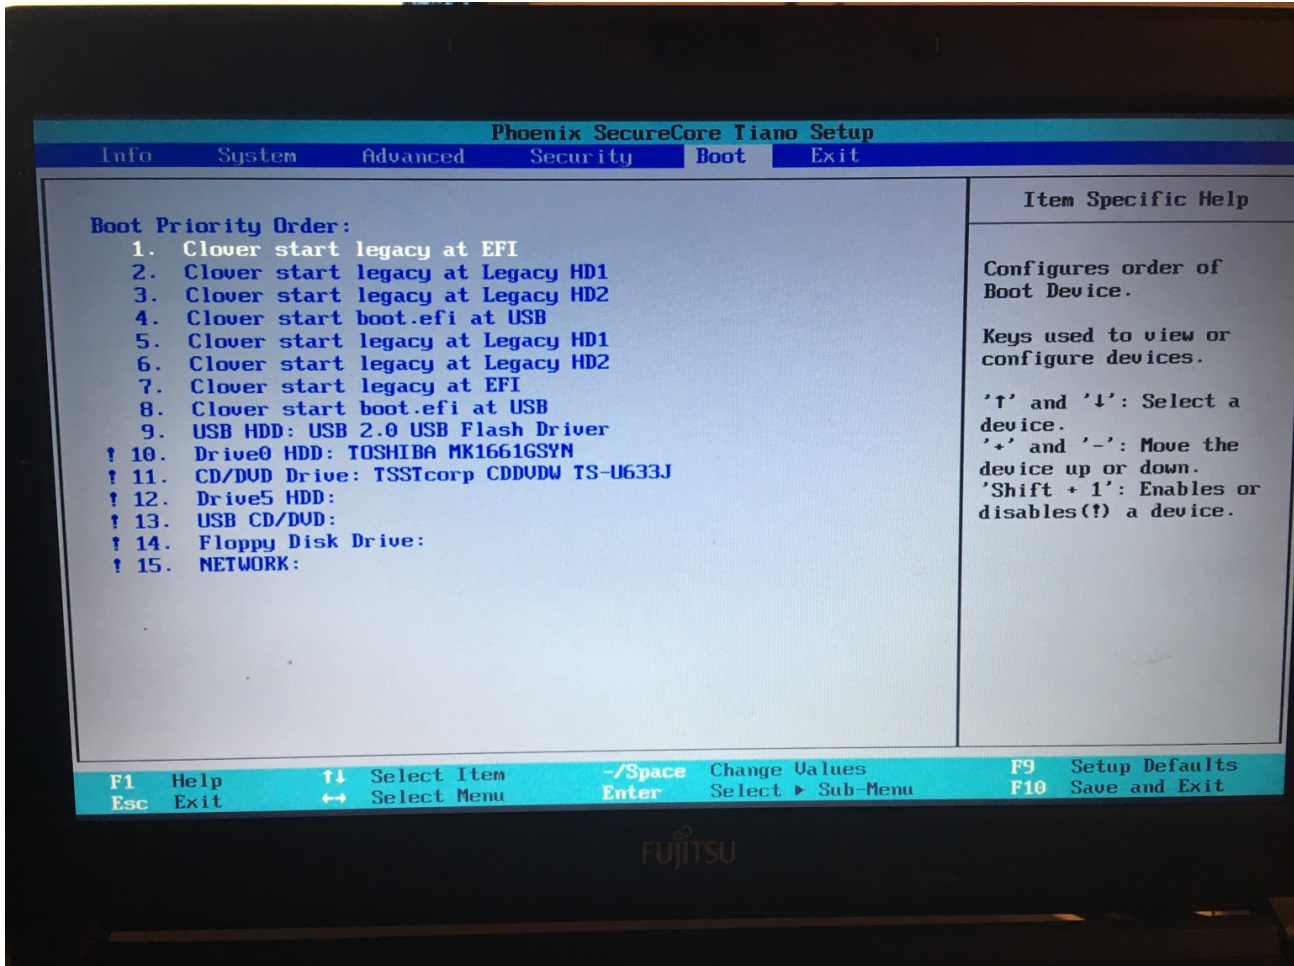 Phoenix SecureCore Tiano Setup
Info System Advanced Security Boot Exit
Boot Priority Order:
1. Clover start legacy at EFI
2. Clover start legacy at Legacy HD1
3. Clover start legacy at Legacy HD2
4. Clover start boot.efi at USB
5. Clover start legacy at Legacy HD1
6. Clover start legacy at Legacy HD2
7. Clover start legacy at EFI
8. Clover start boot.efi at USB
9. USB HDD: USB 2.0 USB Flash Driver
! 10. Drive0 HDD: TOSHIBA MK1661GSYN
! 11. CD/DVD Drive: TSSTcorp CDDVDW TS-U633J
! 12. Drive5 HDD:
! 13. USB CD/DVD:
! 14. Floppy Disk Drive:
! 15. NETWORK:
Item Specific Help
Configures order of
Boot Device.
Keys used to view or
configure devices.
'↑' and '↓': Select a
device.
'+' and '-': Move the
device up or down.
'Shift + 1': Enables or
disables(!) a device.
F1 Help ↑↓ Select Item -/Space Change Values F9 Setup Defaults
Esc Exit ↔ Select Menu Enter Select ▶ Sub-Menu F10 Save and Exit
FUJITSU